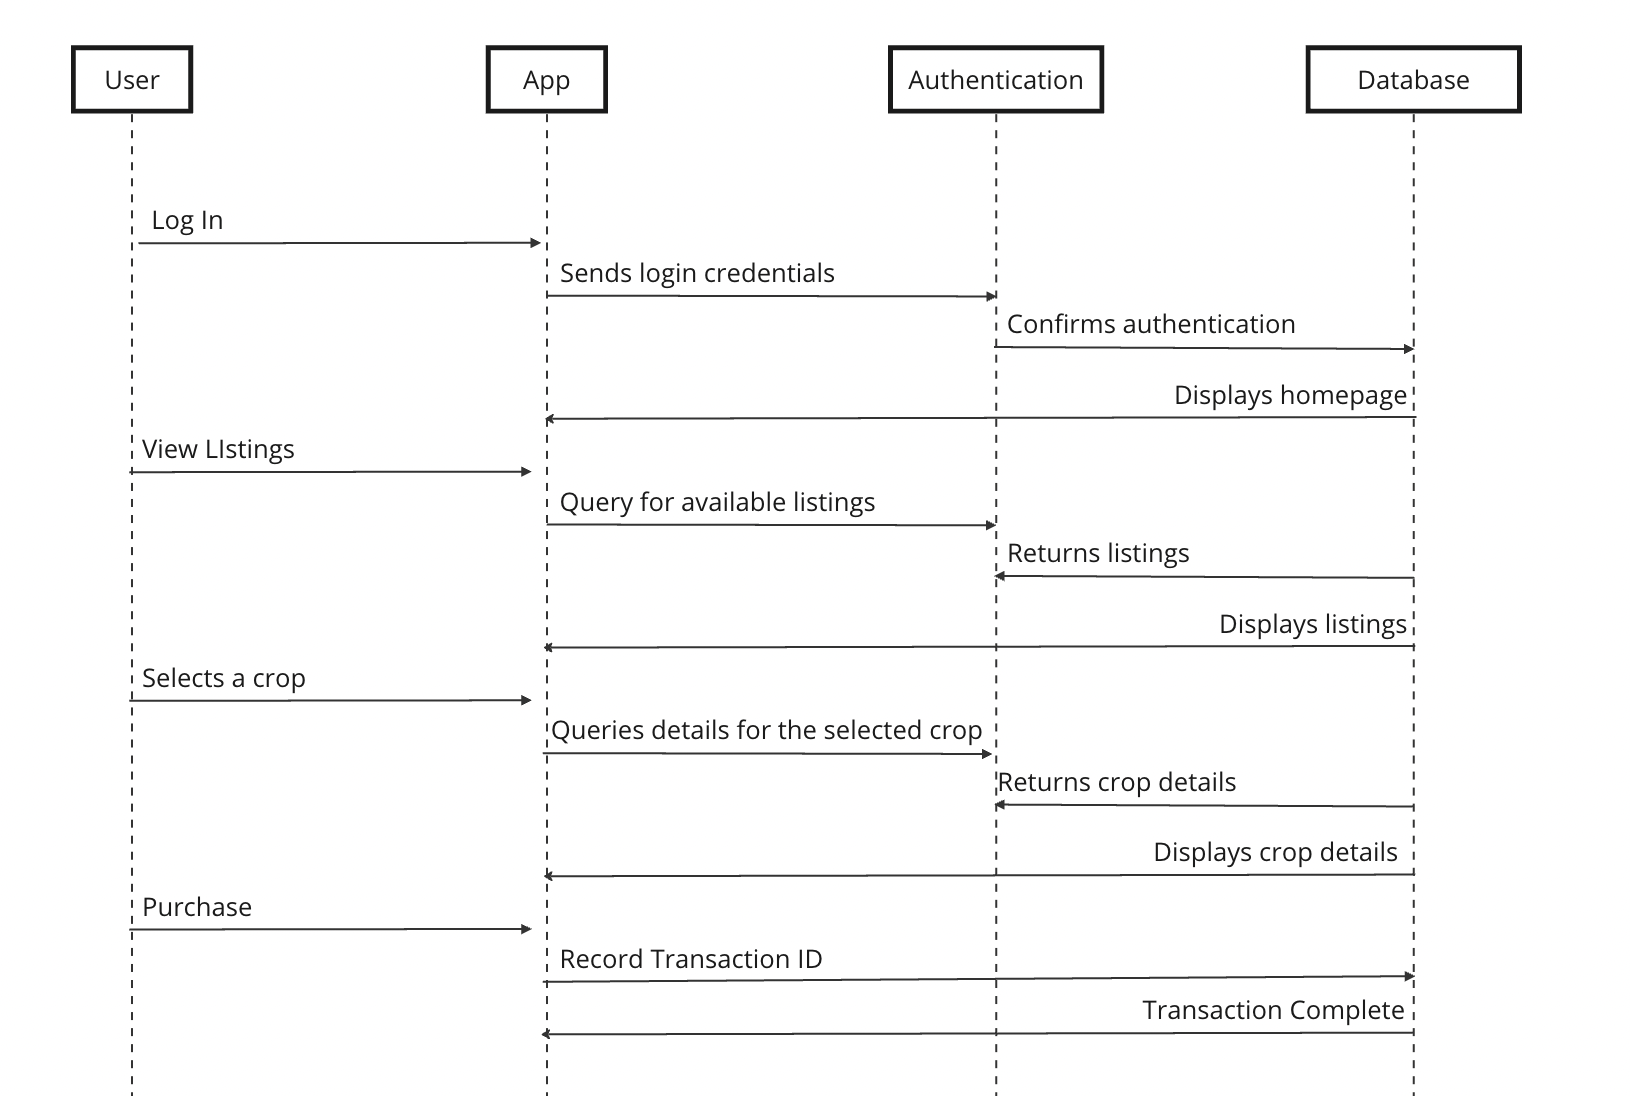 User
App
Authentication
Database
Log In
Sends login credentials
Confirms authentication
Displays homepage
View LIstings
Query for available listings
Returns listings
Displays listings
Selects a crop
Queries details for the selected crop
Returns crop details
Displays crop details
Purchase
Record Transaction ID
Transaction Complete